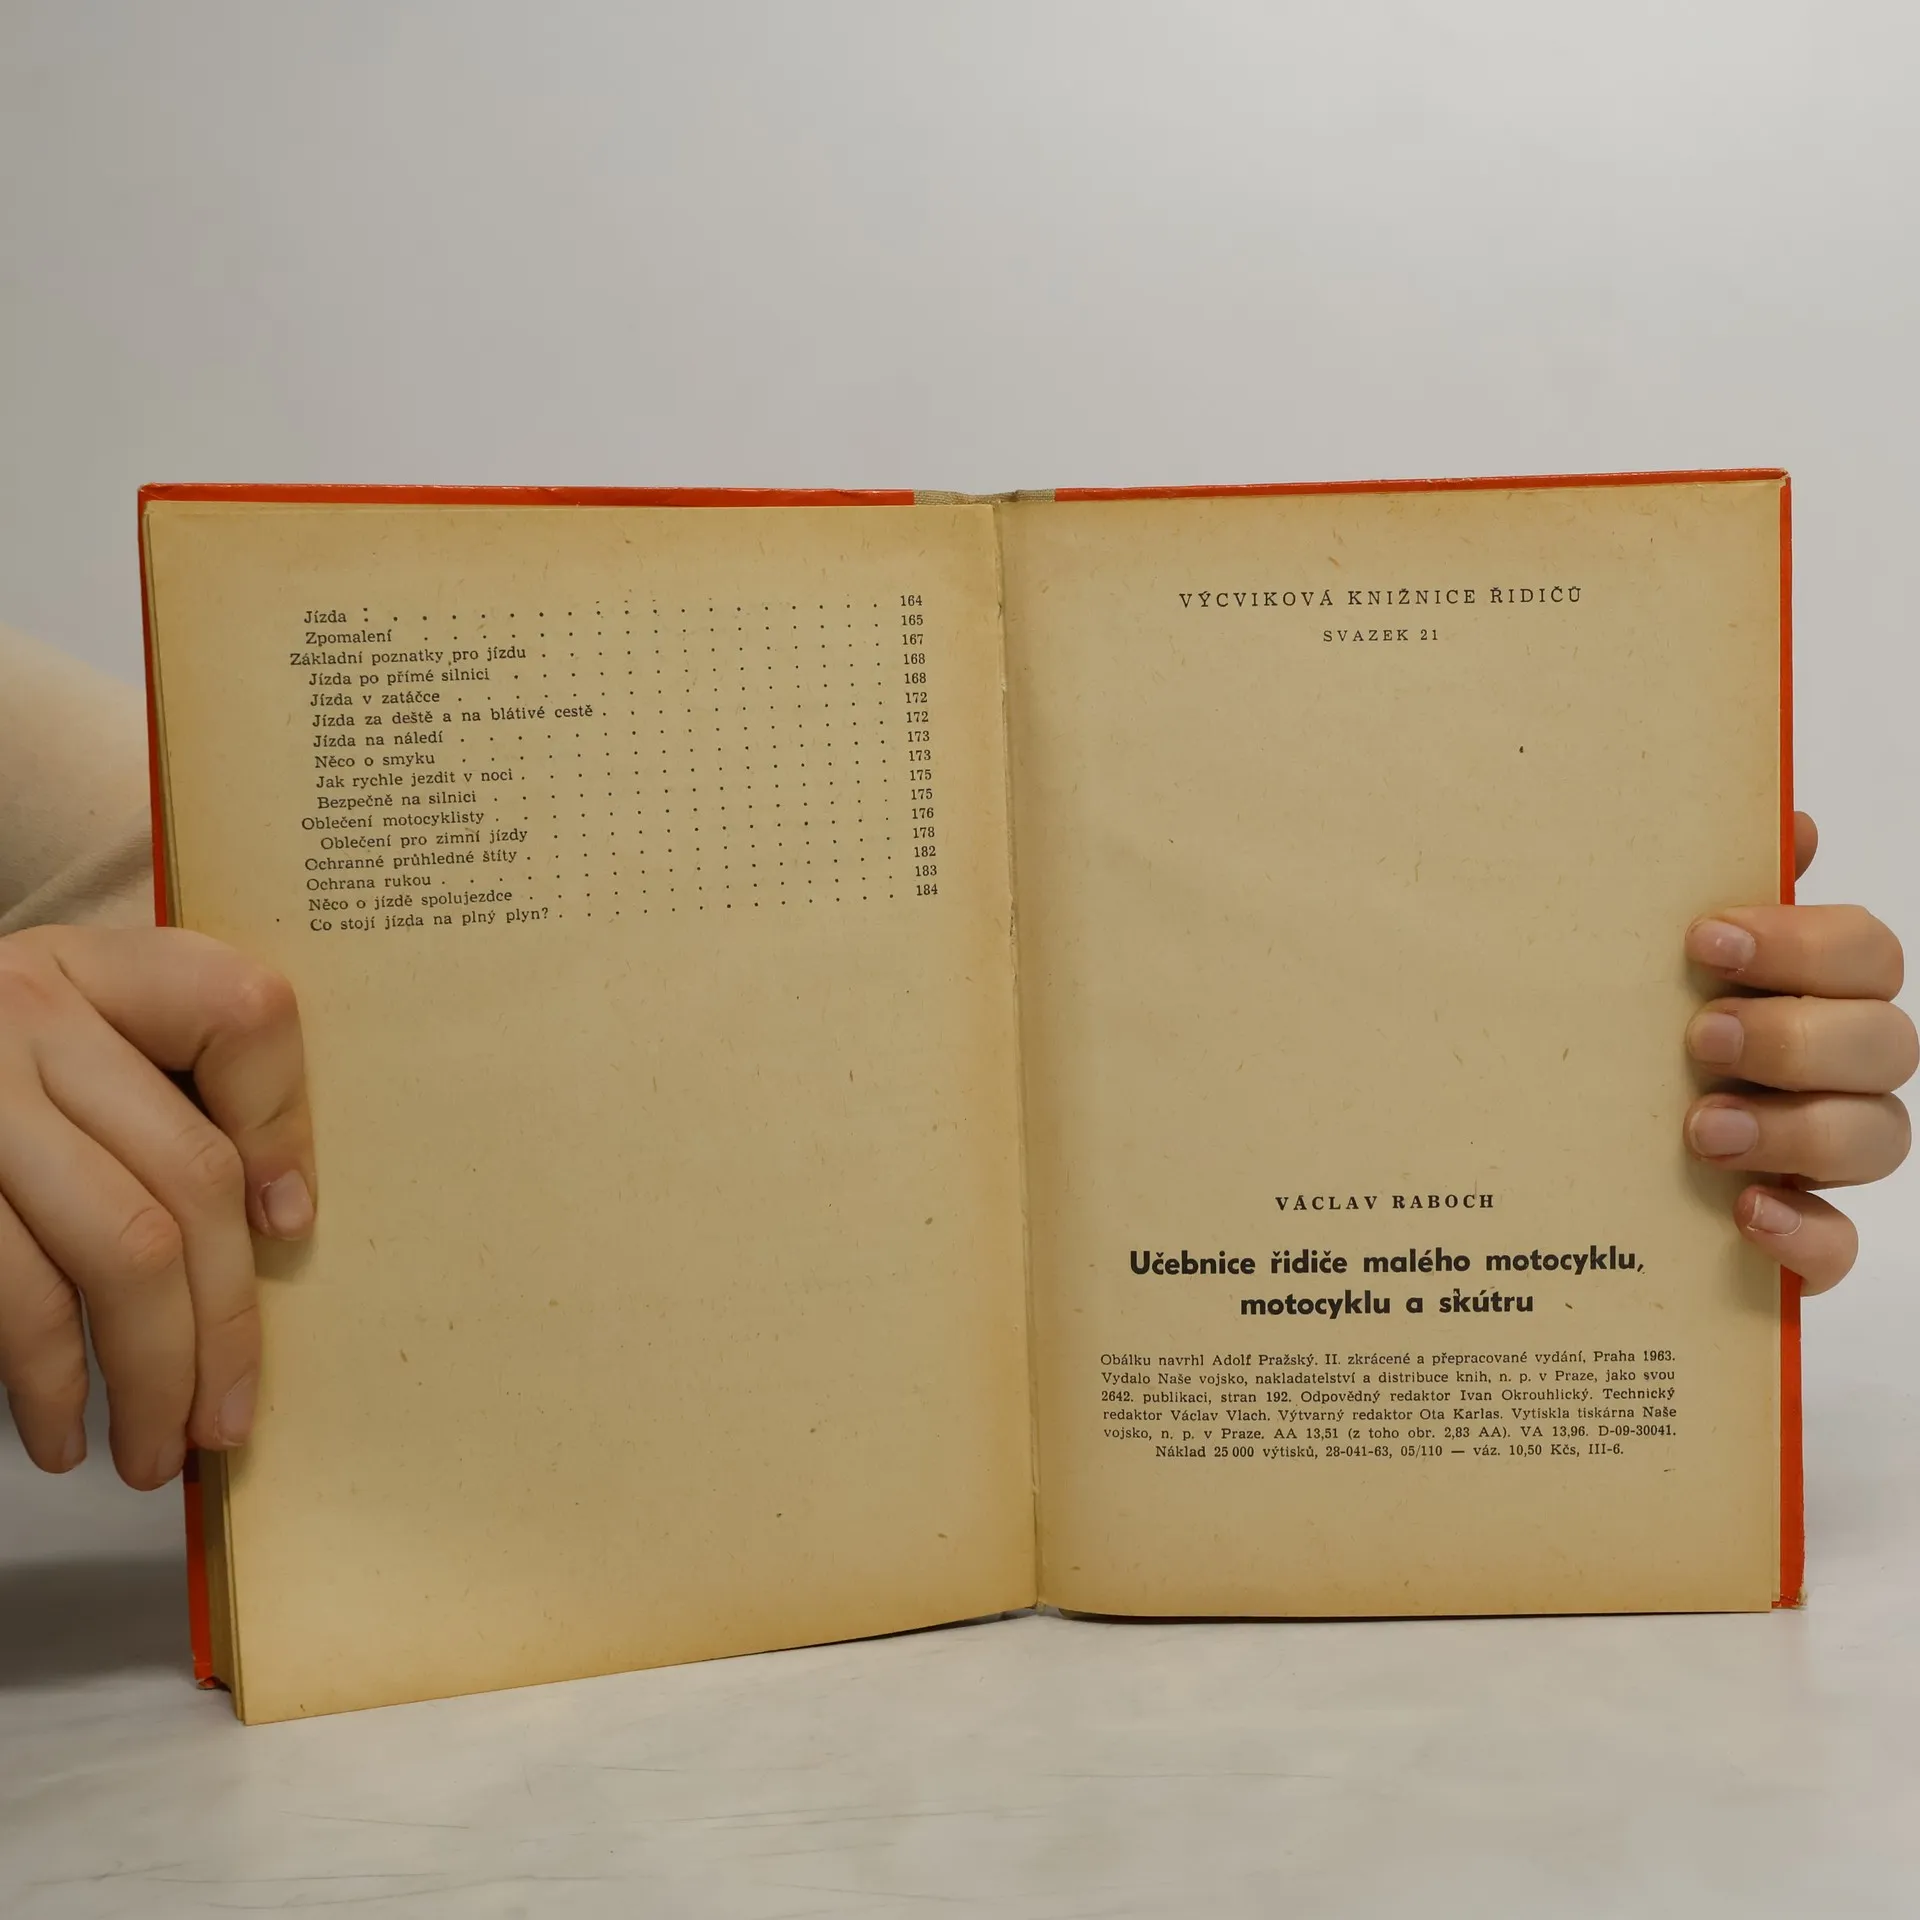 Jízda : . . . . . . . . . . . . . . . . . . 164
Zpomalení . . . . . . . . . . . . . . . . . 165
Základní poznatky pro jízdu . . . . . . . . . . . . . 167
Jízda po přímé silnici . . . . . . . . . . . . . . 168
Jízda v zatáčce . . . . . . . . . . . . . . . . 168
Jízda za deště a na blátivé cestě . . . . . . . . . . . 172
Jízda na náledí . . . . . . . . . . . . . . . . 172
Něco o smyku . . . . . . . . . . . . . . . . 173
Jak rychle jezdit v noci . . . . . . . . . . . . . . 173
Bezpečně na silnici . . . . . . . . . . . . . . . 175
Oblečení motocyklisty . . . . . . . . . . . . . . . 175
Oblečení pro zimní jízdy . . . . . . . . . . . . . 176
Ochranné průhledné štíty . . . . . . . . . . . . . . 178
Ochrana rukou . . . . . . . . . . . . . . . . . 182
Něco o jízdě spolujezdce . . . . . . . . . . . . . . 183
Co stojí jízda na plný plyn? . . . . . . . . . . . . . 184
VÝCVIKOVÁ KNIŽNICE ŘIDIČŮ
SVAZEK 21
VÁCLAV RABOCH
Učebnice řidiče malého motocyklu,
motocyklu a skútru
Obálku navrhl Adolf Pražský. II. zkrácené a přepracované vydání, Praha 1963.
Vydalo Naše vojsko, nakladatelství a distribuce knih, n. p. v Praze, jako svou
2642. publikaci, stran 192. Odpovědný redaktor Ivan Okrouhlický. Technický
redaktor Václav Vlach. Výtvarný redaktor Ota Karlas. Vytiskla tiskárna Naše
vojsko, n. p. v Praze. AA 13,51 (z toho obr. 2,83 AA). VA 13,96. D-09-30041.
Náklad 25 000 výtisků, 28-041-63, 05/110 — váz. 10,50 Kčs, III-6.